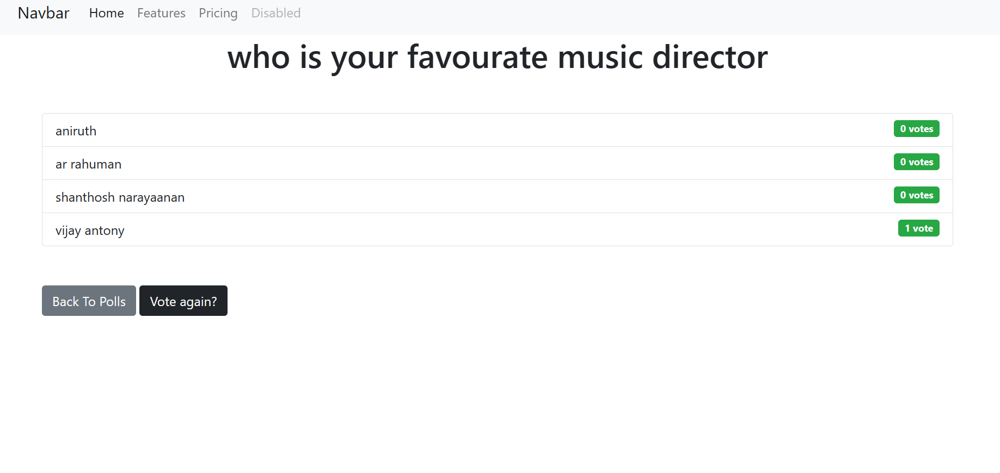 Navbar Home Features Pricing Disabled
who is your favourate music director
aniruth 0 votes
ar rahuman 0 votes
shanthosh narayaanan 0 votes
vijay antony 1 vote
Back To Polls Vote again?